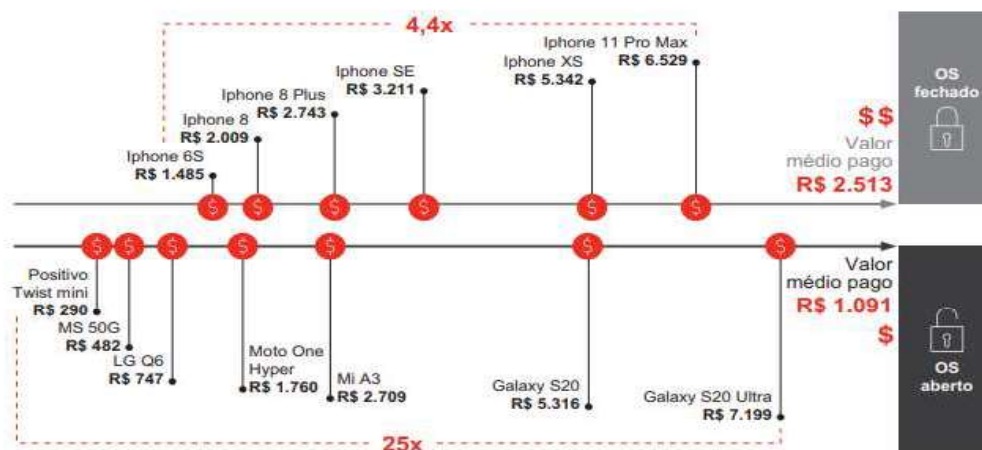 4,4x
Iphone 11 Pro Max
R$ 6.529
Iphone XS
R$ 5.342
Iphone SE
R$ 3.211
Iphone 8 Plus
R$ 2.743
Iphone 8
R$ 2.009
Iphone 6S
R$ 1.485
$$
Valor
médio pago
R$ 2.513
OS
fechado
$
$
$
$
$
$
$
$
$
$
$
$
$
Positivo
Twist mini
R$ 290
MS 50G
R$ 482
LG Q6
R$ 747
Moto One
Hyper
R$ 1.760
Mi A3
R$ 2.709
Galaxy S20
R$ 5.316
Galaxy S20 Ultra
R$ 7.199
Valor
médio pago
R$ 1.091
$
OS
aberto
25x